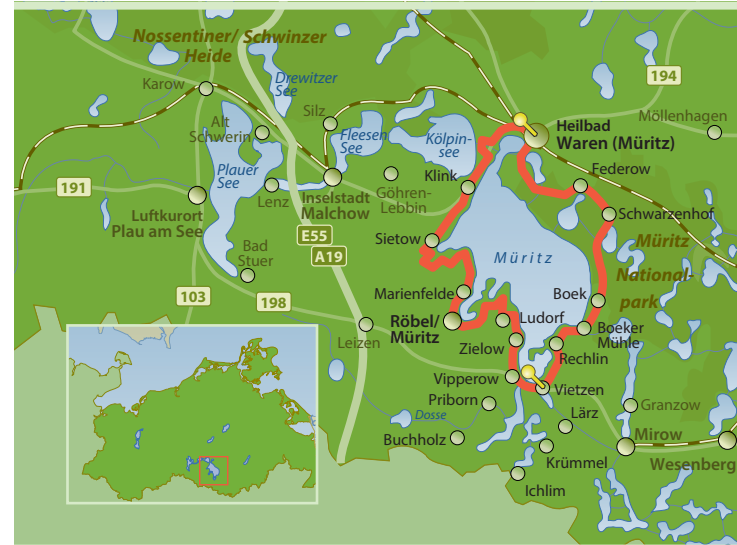 Nossentiner/ Schwinzer
Heide
Karow
Drewitzer
See
194
Silz
Möllenhagen
Alt
Schwerin
Fleesen
See
Kölpin-
see
Heilbad
Waren (Müritz)
Plauer
See
Klink
Federow
191
Lenz
Inselstadt
Malchow
Göhren-
Lebbin
Luftkurort
Plau am See
Schwarzenhof
E55
A19
Sietow
Müritz
Müritz
National-
park
Bad
Stuer
103
198
Marienfelde
Boek
Röbel/
Müritz
Ludorf
Boeker
Mühle
Leizen
Zielow
Rechlin
Vipperow
Vietzen
Priborn
Dosse
Lärz
Granzow
Buchholz
Mirow
Krümmel
Wesenberg
Ichlim